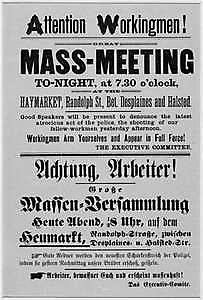 Attention Workingmen!
GREAT
MASS-MEETING
TO-NIGHT, at 7.30 o'clock,
AT THE
HAYMARKET, Randolph St., Bet. Desplaines and Halsted.
Good Speakers will be present to denounce the latest
atrocious act of the police, the shooting of our
fellow-workmen yesterday afternoon.
Workingmen Arm Yourselves and Appear in Full Force!
THE EXECUTIVE COMMITTEE.
Achtung, Arbeiter!
Große
Massen-Versammlung
Heute Abend, ½8 Uhr, auf dem
Heumarkt, Randolph-Straße, zwischen
Desplaines- u. Halsted-Str.
Gute Redner werden den neuesten Schurkenstreich der Polizei,
indem sie gestern Nachmittag unsere Brüder erschoß, geißeln.
Arbeiter, bewaffnet Euch und erscheint massenhaft!
Das Executiv-Comite.